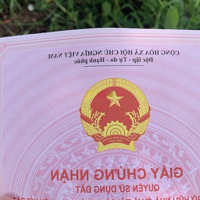 CỘNG HÒA XÃ HỘI CHỦ NGHĨA VIỆT NAM
Độc lập - Tự do - Hạnh phúc
GIẤY CHỨNG NHẬN
QUYỀN SỬ DỤNG ĐẤT